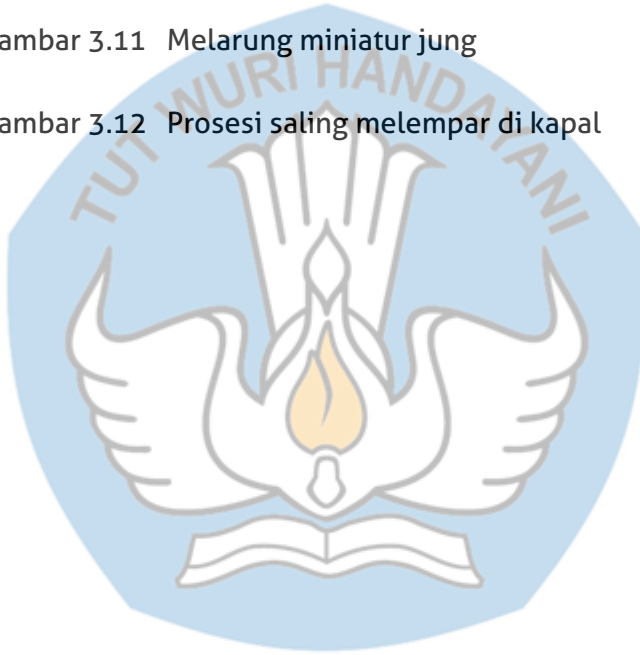 ambar 3.11 Melarung miniatur jung
ambar 3.12 Prosesi saling melempar di kapal
TUT WURI HANDAYANI